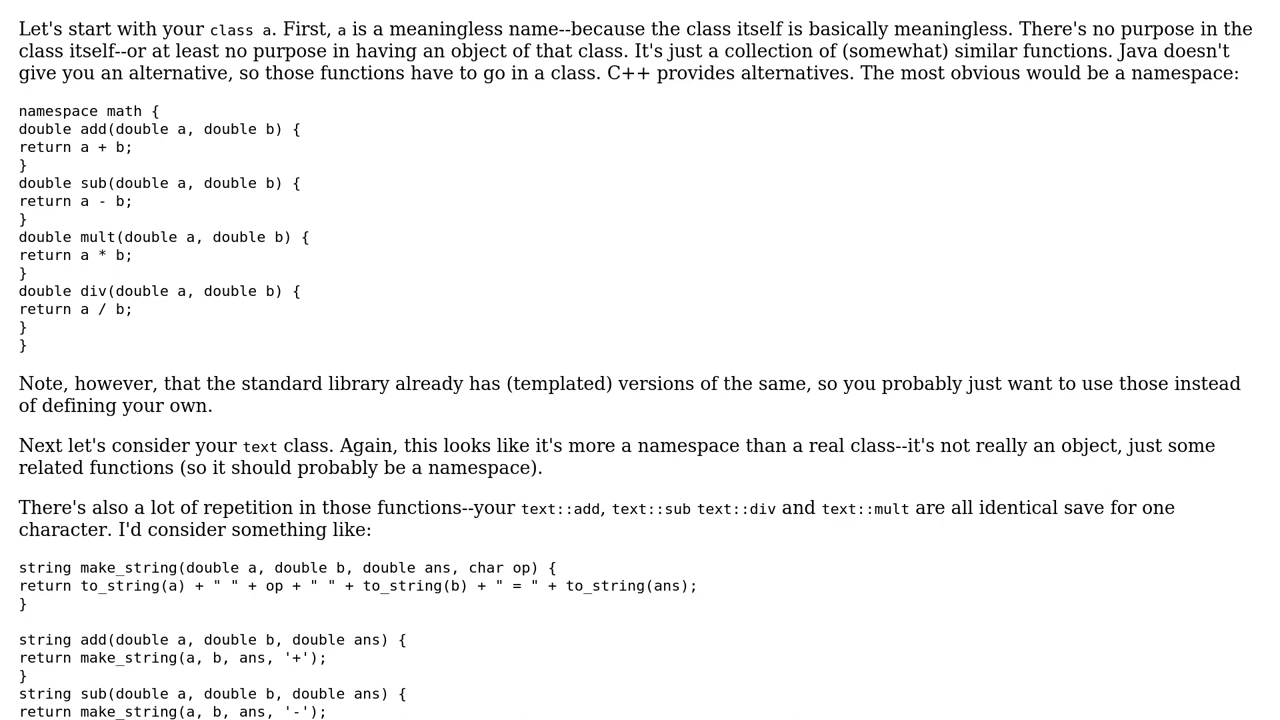 Let's start with your class a. First, a is a meaningless name--because the class itself is basically meaningless. There's no purpose in the
class itself--or at least no purpose in having an object of that class. It's just a collection of (somewhat) similar functions. Java doesn't
give you an alternative, so those functions have to go in a class. C++ provides alternatives. The most obvious would be a namespace:
namespace math {
double add(double a, double b) {
return a + b;
}
double sub(double a, double b) {
return a - b;
}
double mult(double a, double b) {
return a * b;
}
double div(double a, double b) {
return a / b;
}
}
Note, however, that the standard library already has (templated) versions of the same, so you probably just want to use those instead
of defining your own.
Next let's consider your text class. Again, this looks like it's more a namespace than a real class--it's not really an object, just some
related functions (so it should probably be a namespace).
There's also a lot of repetition in those functions--your text::add, text::sub text::div and text::mult are all identical save for one
character. I'd consider something like:
string make_string(double a, double b, double ans, char op) {
return to_string(a) + " " + op + " " + to_string(b) + " = " + to_string(ans);
}
string add(double a, double b, double ans) {
return make_string(a, b, ans, '+');
}
string sub(double a, double b, double ans) {
return make_string(a, b, ans, '-');